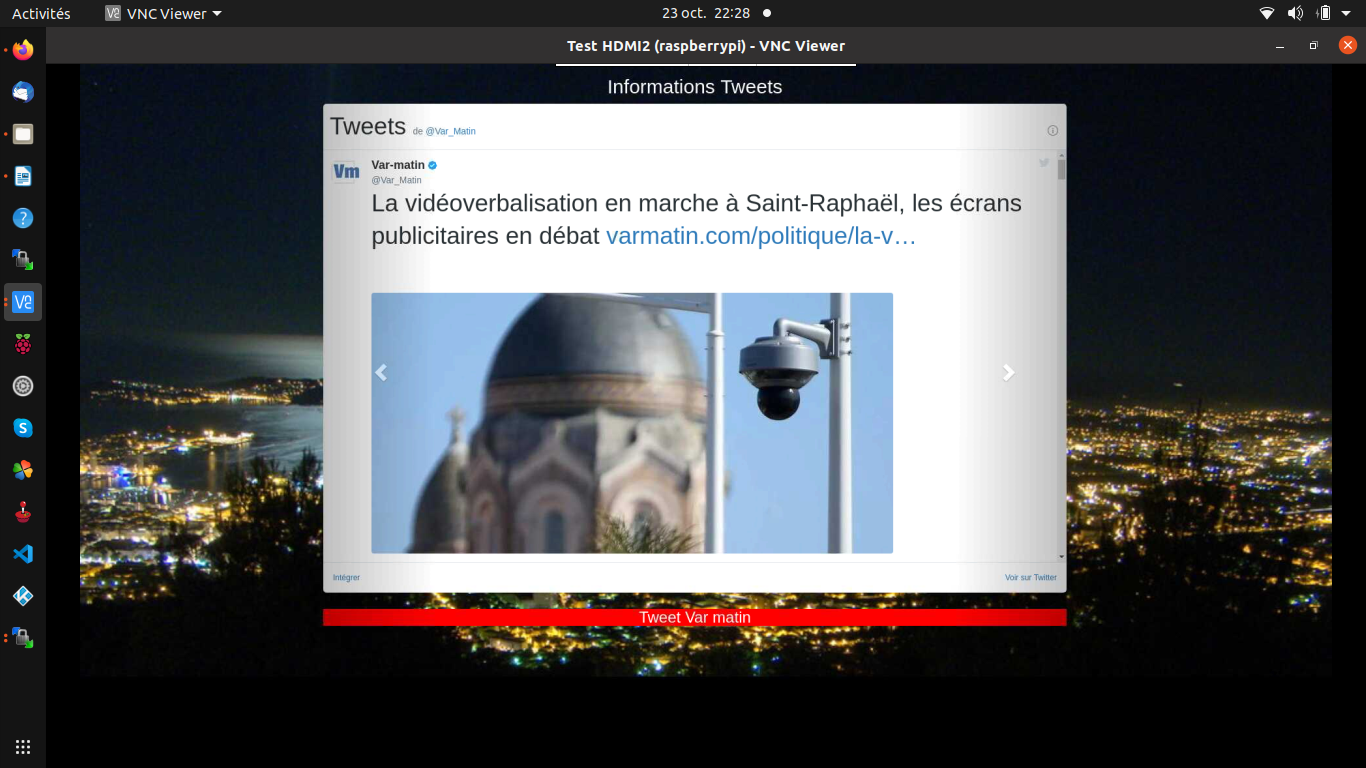 Activités VNC Viewer 23 oct. 22:28
Test HDMI2 (raspberrypi) - VNC Viewer
Informations Tweets
Tweets de @Var_Matin
Vm Var-matin
@Var_Matin
La vidéoverbalisation en marche à Saint-Raphaël, les écrans
publicitaires en débat varmatin.com/politique/la-v…
Intégrer Voir sur Twitter
Tweet Var matin